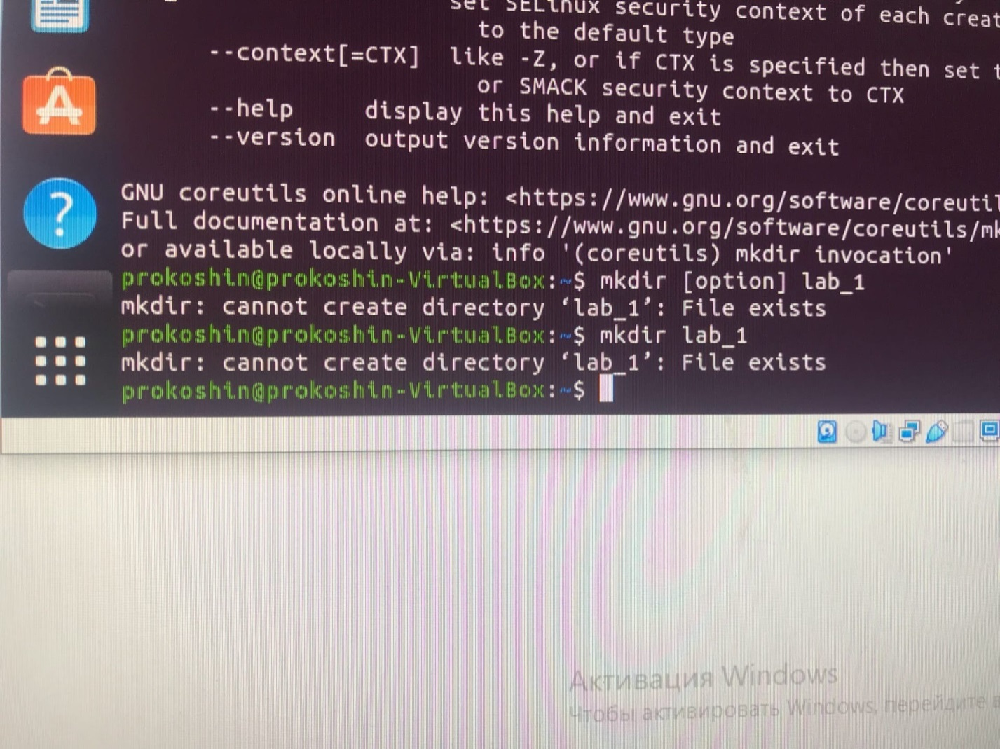 set SELinux security context of each
to the default type
--context[=CTX] like -Z, or if CTX is specified then set
or SMACK security context to CTX
--help display this help and exit
--version output version information and exit
GNU coreutils online help: <https://www.gnu.org/software/
Full documentation at: <https://www.gnu.org/software/coreutils/
or available locally via: info '(coreutils) mkdir invocation'
prokoshin@prokoshin-VirtualBox:~$ mkdir [option] lab_1
mkdir: cannot create directory ‘lab_1’: File exists
prokoshin@prokoshin-VirtualBox:~$ mkdir lab_1
mkdir: cannot create directory ‘lab_1’: File exists
prokoshin@prokoshin-VirtualBox:~$
Активация Windows
Чтобы активировать Windows, перейдите в